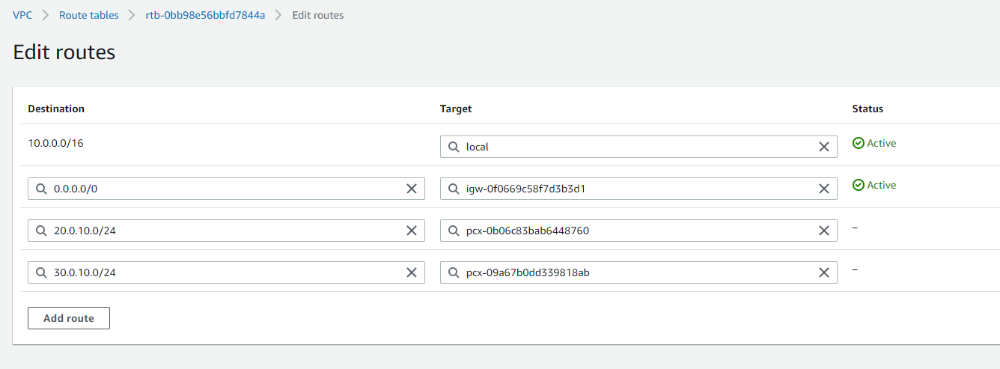 VPC > Route tables > rtb-0bb98e56bbfd7844a > Edit routes
Edit routes
Destination Target Status
10.0.0.0/16 local Active
0.0.0.0/0 igw-0f0669c58f7d3b3d1 Active
20.0.10.0/24 pcx-0b06c83bab6448760 –
30.0.10.0/24 pcx-09a67b0dd339818ab –
Add route